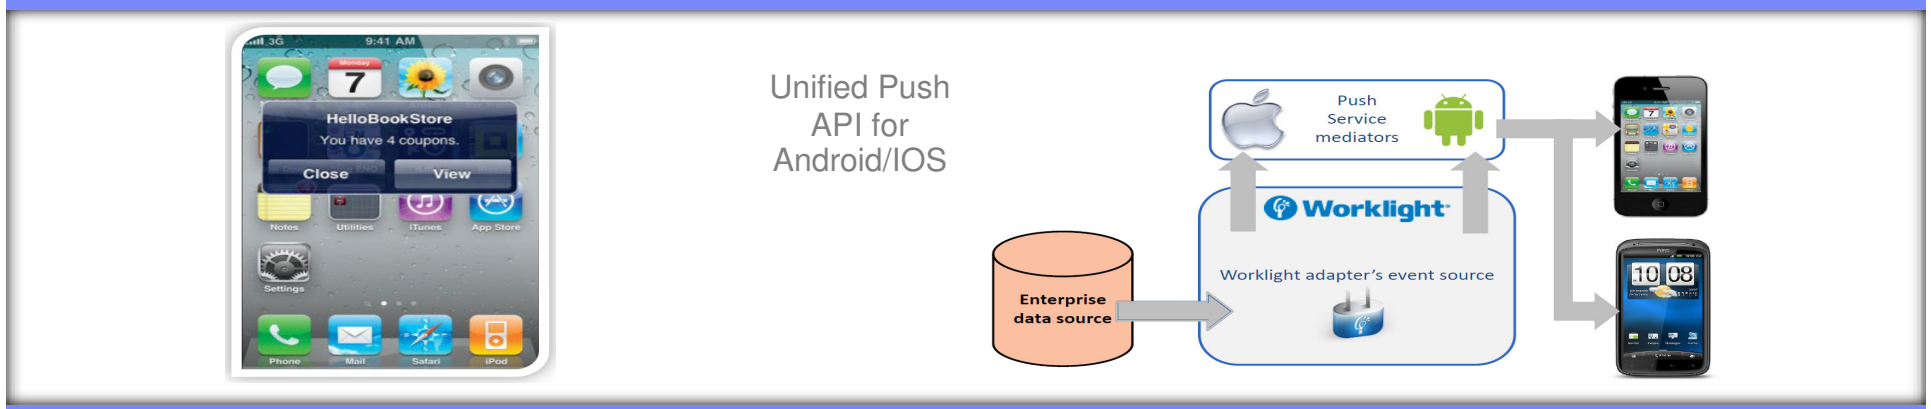 3G 9:41 AM
Monday
7
HelloBookStore
You have 4 coupons.
Close View
Notes Utilities iTunes App Store
Settings
Phone Mail Safari iPod
Unified Push
API for
Android/IOS
Push
Service
mediators
Worklight
Worklight adapter's event source
Enterprise
data source
7
10 08